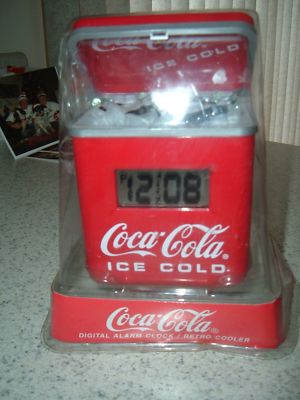 Coca-Cola
ICE COLD
P 12:08
Coca-Cola®
ICE COLD
Coca-Cola®
DIGITAL ALARM CLOCK / RETRO COOLER